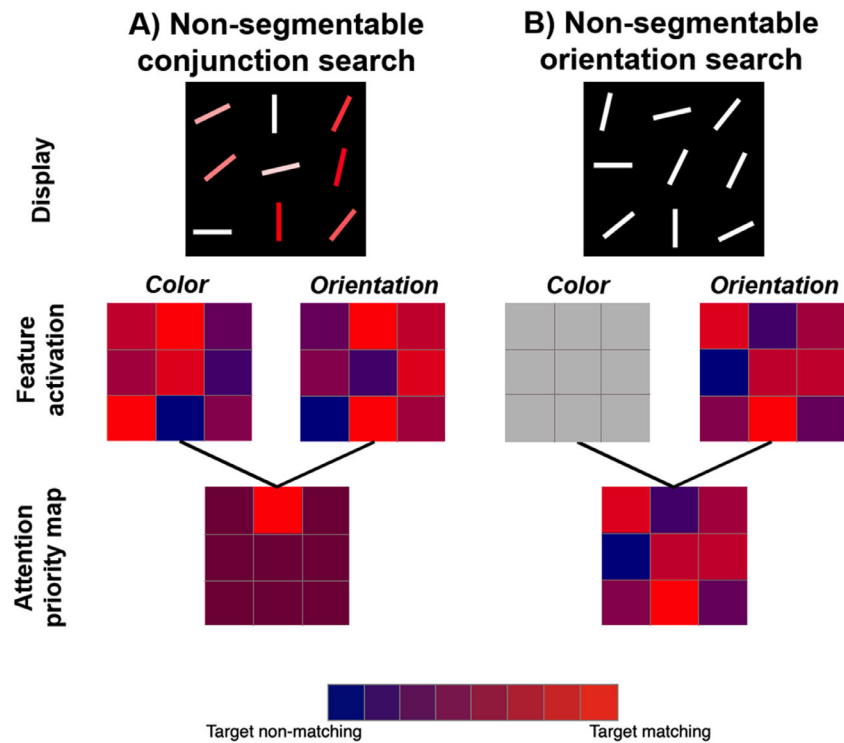 A) Non-segmentable
conjunction search
B) Non-segmentable
orientation search
Display
Color
Orientation
Color
Orientation
Feature
activation
Attention
priority map
Target non-matching
Target matching